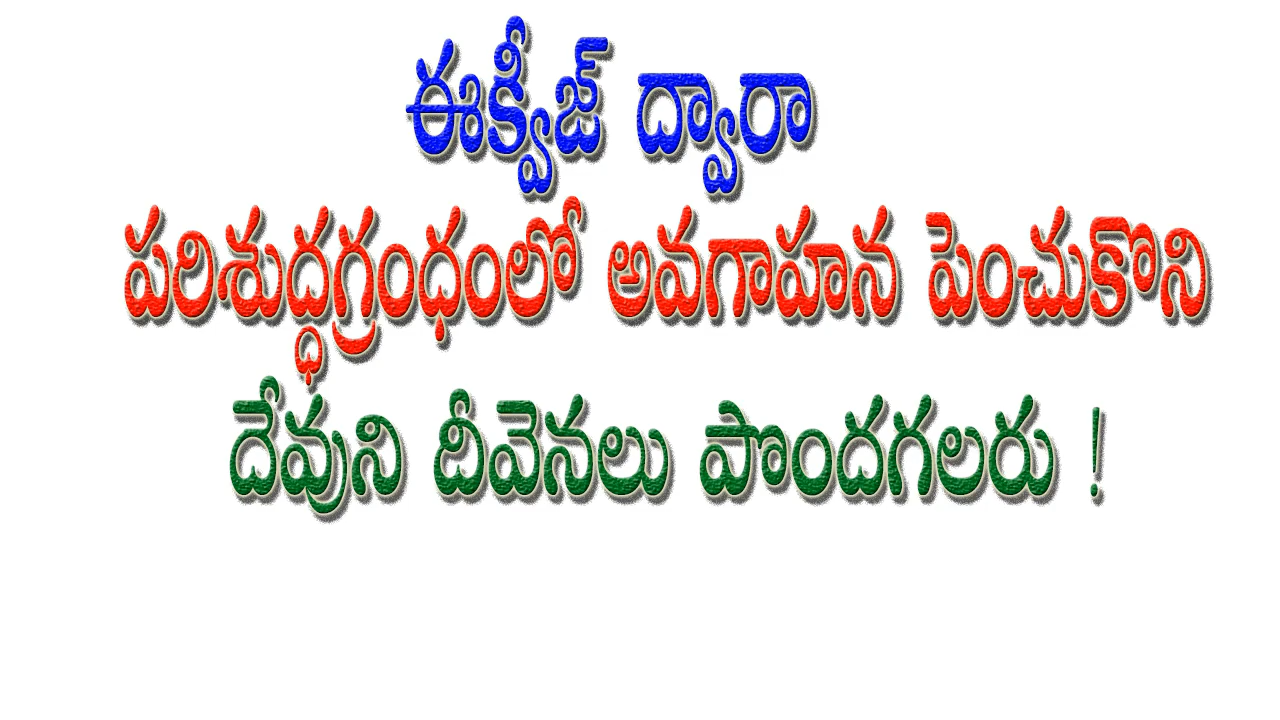 ఈక్వీజ్ ద్వారా
పరిశుద్ధగ్రంధంలో అవగాహన పెంచుకొని
దేవుని దీవెనలు పొందగలరు !